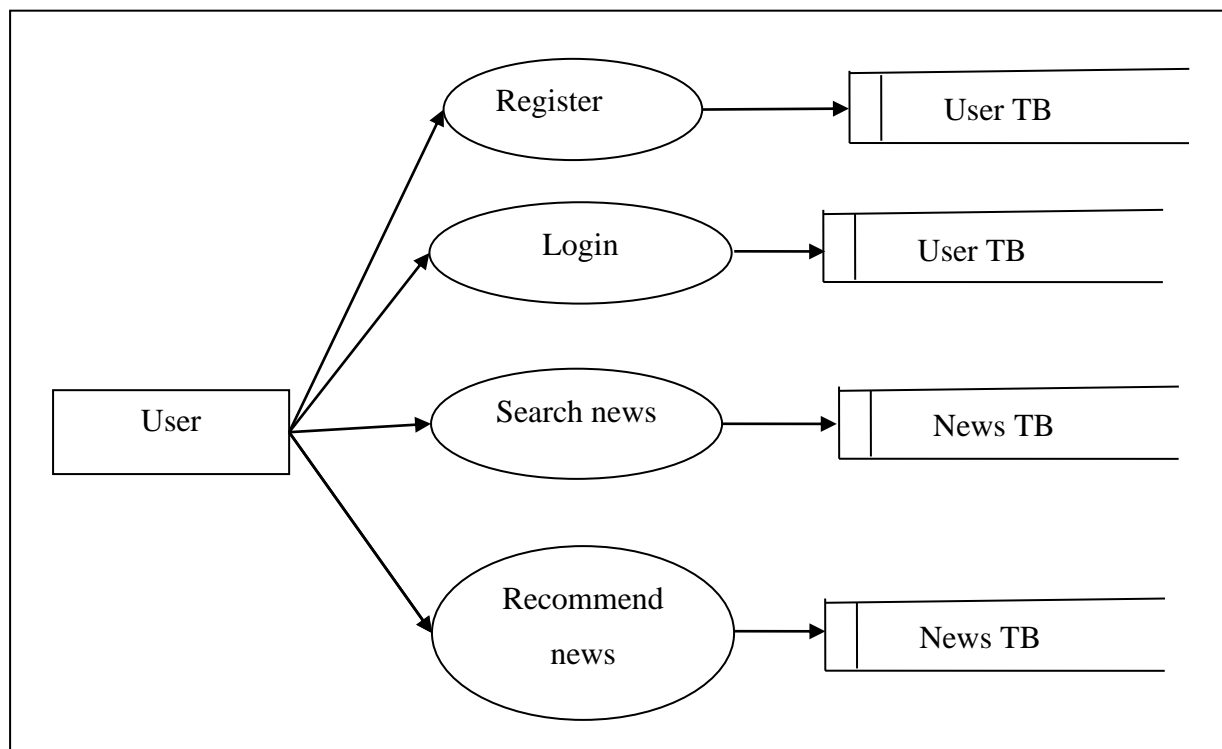 Register
User TB
Login
User TB
User
Search news
News TB
Recommend
news
News TB